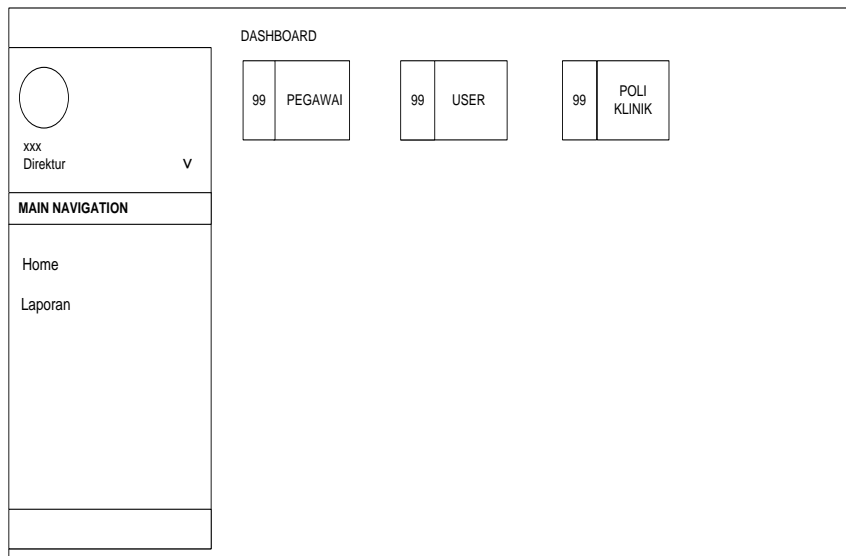 DASHBOARD
99 PEGAWAI
99 USER
99 POLI
KLINIK
xxx
Direktur V
MAIN NAVIGATION
Home
Laporan